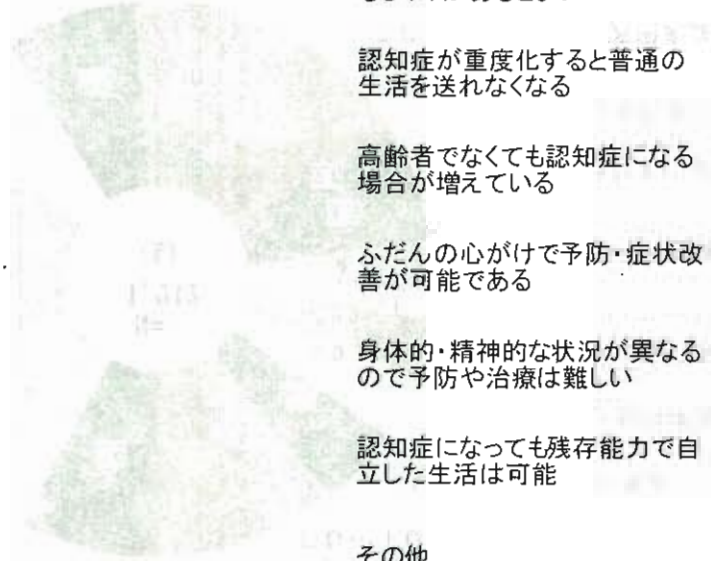 認知症が重度化すると普通の
生活を送れなくなる
高齢者でなくても認知症になる
場合が増えている
ふだんの心がけで予防・症状改
善が可能である
身体的・精神的な状況が異なる
ので予防や治療は難しい
認知症になっても残存能力で自
立した生活は可能
その他